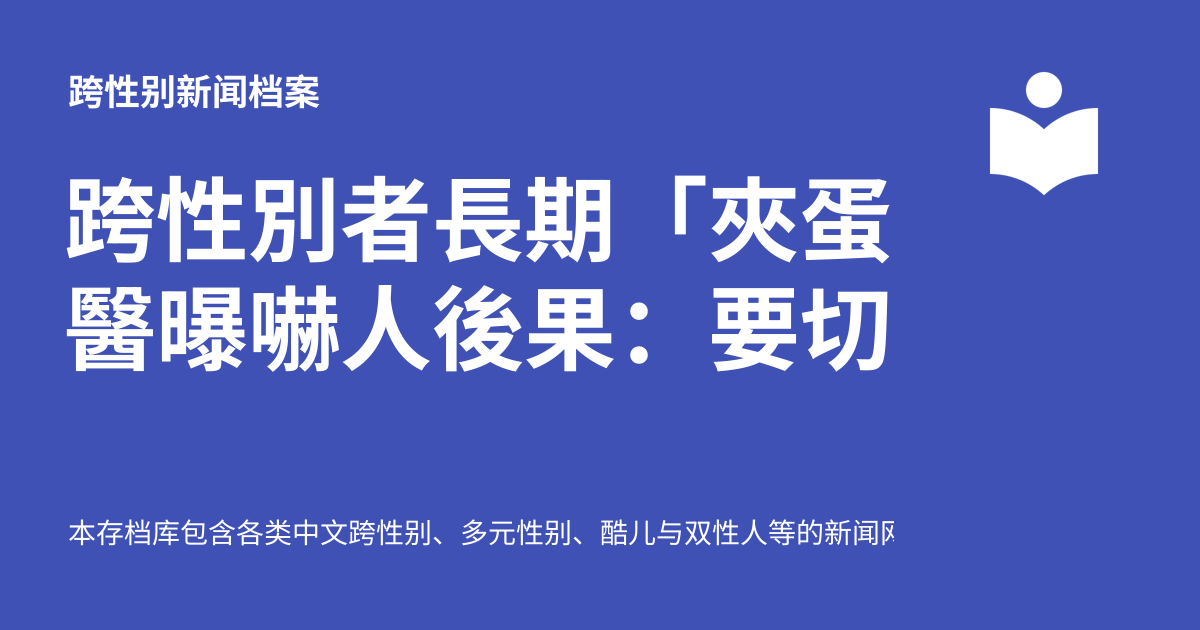 跨性别新闻档案
跨性別者長期「夾蛋
醫曝嚇人後果：要切
本存档库包含各类中文跨性别、多元性别、酷儿与双性人等的新闻网